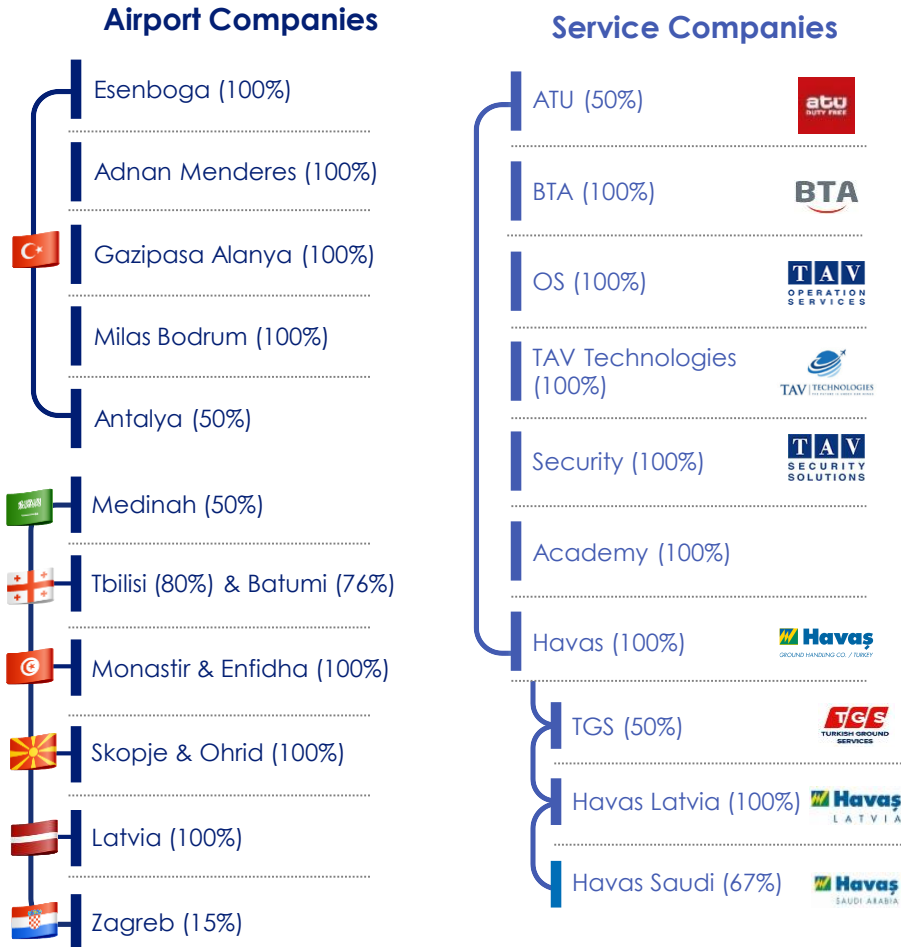 Airport Companies
Esenboga (100%)
Adnan Menderes (100%)
Gazipasa Alanya (100%)
Milas Bodrum (100%)
Antalya (50%)
Medinah (50%)
Tbilisi (80%) & Batumi (76%)
Monastir & Enfidha (100%)
Skopje & Ohrid (100%)
Latvia (100%)
Zagreb (15%)
Service Companies
ATU (50%)
atu
DUTY FREE
BTA (100%)
BTA
OS (100%)
TAV
OPERATION
SERVICES
TAV Technologies
(100%)
TAV TECHNOLOGIES
Security (100%)
TAV
SECURITY
SOLUTIONS
Academy (100%)
Havas (100%)
Havaş
GROUND HANDLING CO. / TURKEY
TGS (50%)
TGS
TURKISH GROUND
SERVICES
Havas Latvia (100%)
Havaş
LATVIA
Havas Saudi (67%)
Havaş
SAUDI ARABIA